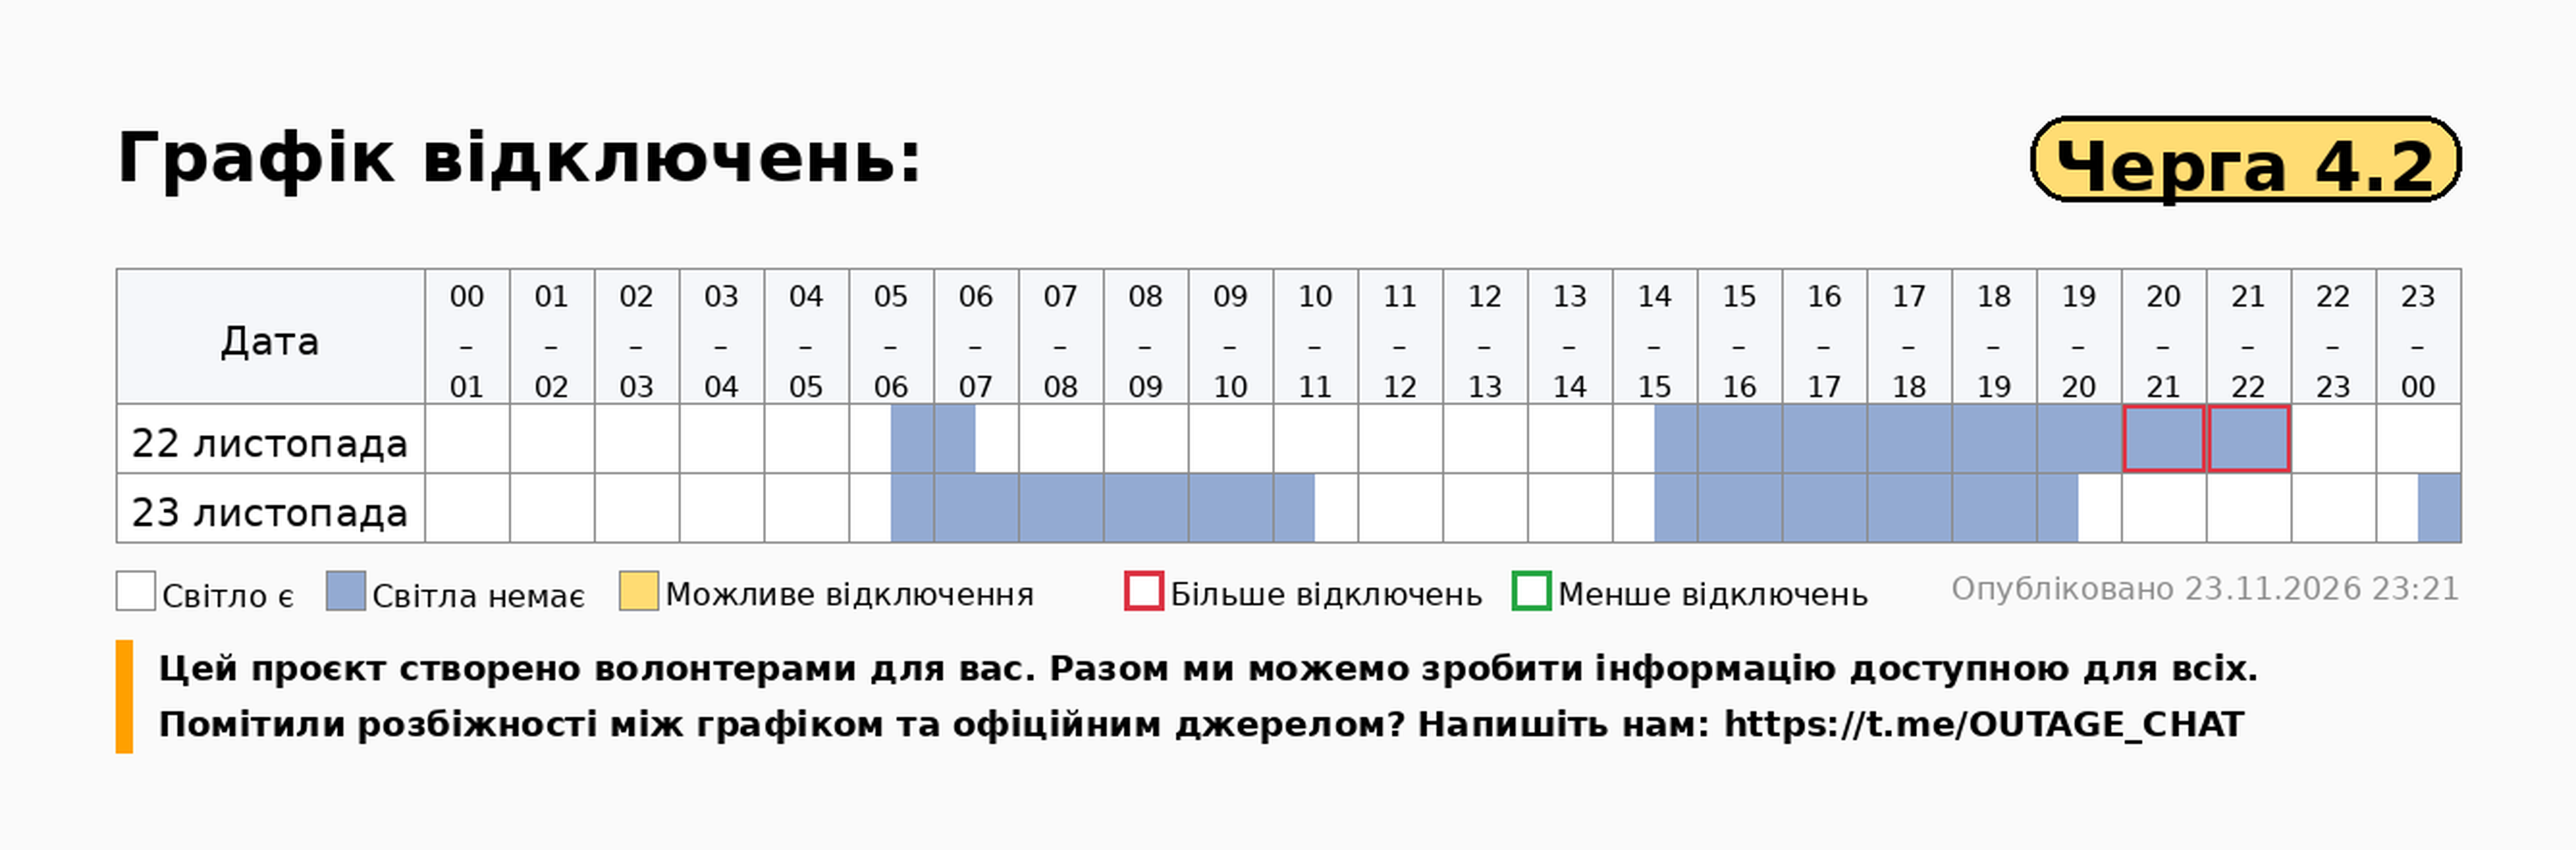 Графік відключень:
Черга 4.2
Дата 00 – 01 01 – 02 02 – 03 03 – 04 04 – 05 05 – 06 06 – 07 07 – 08 08 – 09 09 – 10 10 – 11 11 – 12 12 – 13 13 – 14 14 – 15 15 – 16 16 – 17 17 – 18 18 – 19 19 – 20 20 – 21 21 – 22 22 – 23 23 – 00
22 листопада
23 листопада
Світло є Світла немає Можливе відключення Більше відключень Менше відключень Опубліковано 23.11.2026 23:21
Цей проєкт створено волонтерами для вас. Разом ми можемо зробити інформацію доступною для всіх.
Помітили розбіжності між графіком та офіційним джерелом? Напишіть нам: https://t.me/OUTAGE_CHAT